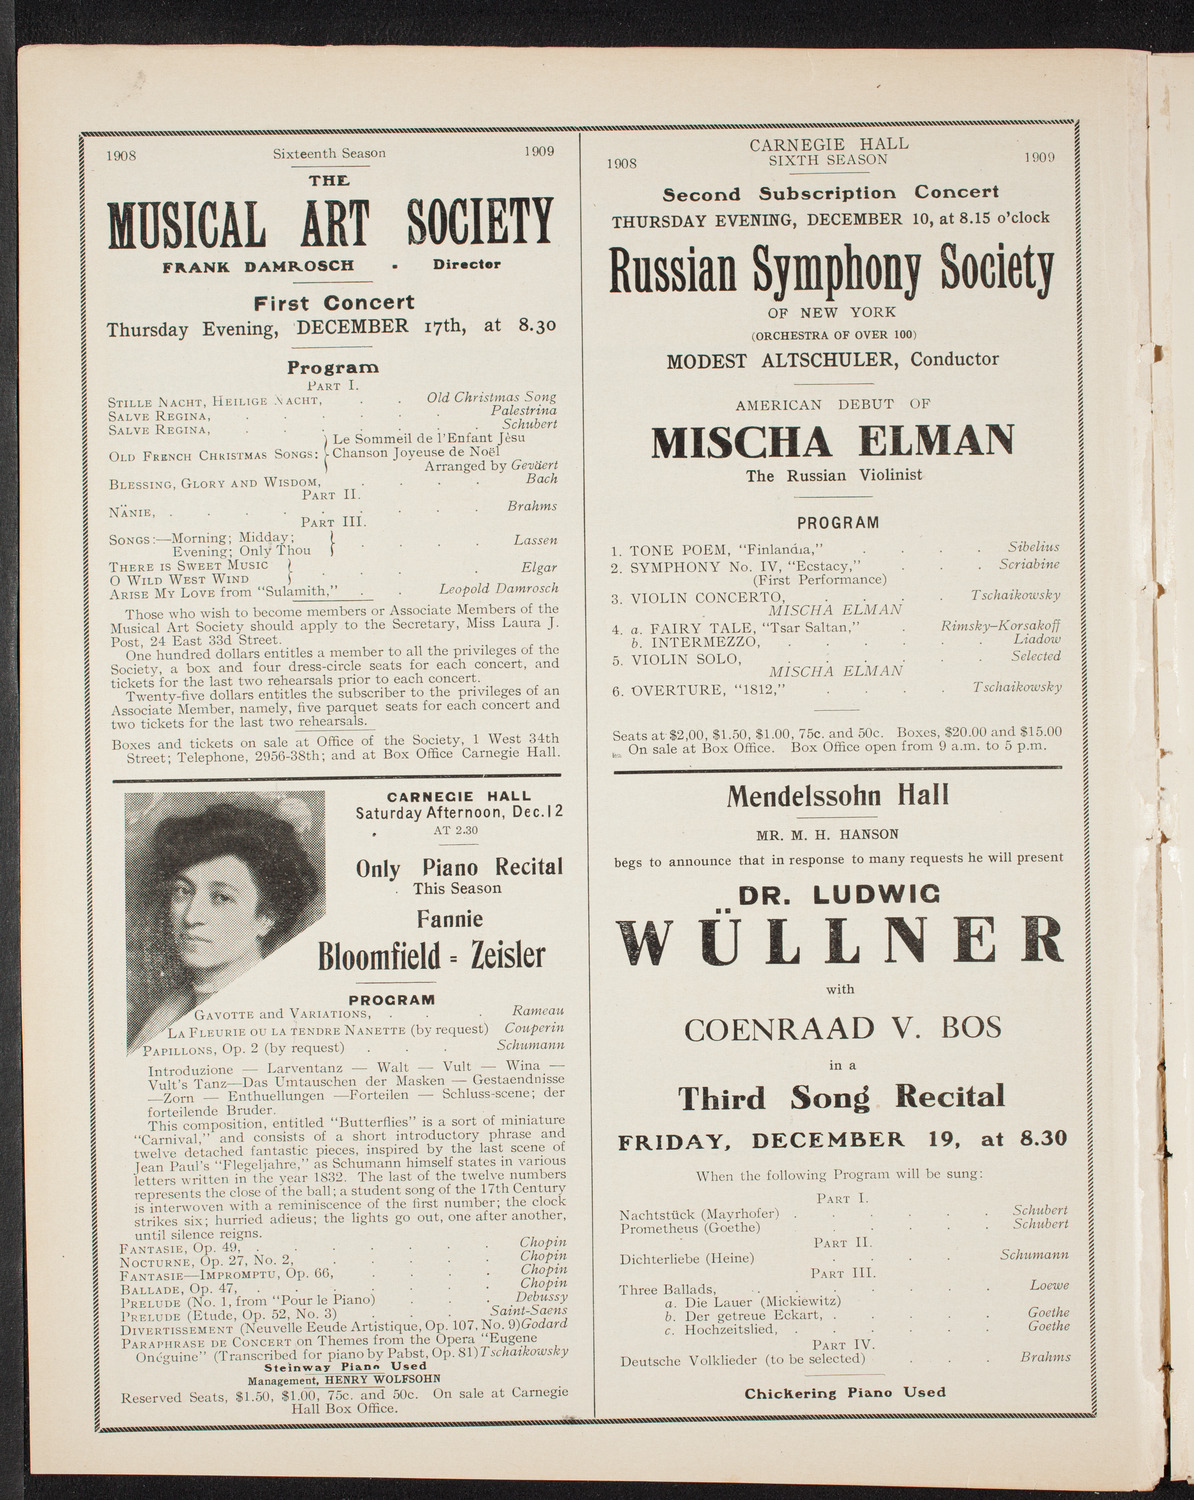 1908 Sixteenth Season 1909
THE
MUSICAL ART SOCIETY
FRANK DAMROSCH - Director
First Concert
Thursday Evening, DECEMBER 17th, at 8.30
Program
PART I.
STILLE NACHT, HEILIGE NACHT, . . Old Christmas Song
SALVE REGINA, . . . . . . Palestrina
SALVE REGINA, . . . . . . Schubert
OLD FRENCH CHRISTMAS SONGS: { Le Sommeil de l'Enfant Jésu
Chanson Joyeuse de Noël
Arranged by Geväert
BLESSING, GLORY AND WISDOM, . . . . Bach
PART II.
NÄNIE, . . . . . . . Brahms
PART III.
SONGS:—Morning; Midday;
Evening; Only Thou } . . . . Lassen
THERE IS SWEET MUSIC
O WILD WEST WIND } . . . . Elgar
ARISE MY LOVE from "Sulamith," . . Leopold Damrosch
Those who wish to become members or Associate Members of the
Musical Art Society should apply to the Secretary, Miss Laura J.
Post, 24 East 33d Street.
One hundred dollars entitles a member to all the privileges of the
Society, a box and four dress-circle seats for each concert, and
tickets for the last two rehearsals prior to each concert.
Twenty-five dollars entitles the subscriber to the privileges of an
Associate Member, namely, five parquet seats for each concert and
two tickets for the last two rehearsals.
Boxes and tickets on sale at Office of the Society, 1 West 34th
Street; Telephone, 2956-38th; and at Box Office Carnegie Hall.
CARNEGIE HALL
Saturday Afternoon, Dec. 12
AT 2.30
Only Piano Recital
This Season
Fannie
Bloomfield = Zeisler
PROGRAM
GAVOTTE and VARIATIONS, . . . Rameau
LA FLEURIE OU LA TENDRE NANETTE (by request) Couperin
PAPILLONS, Op. 2 (by request) . . . Schumann
Introduzione — Larventanz — Walt — Vult — Wina —
Vult's Tanz—Das Umtauschen der Masken — Gestaendnisse
—Zorn — Enthuellungen —Forteilen — Schluss-scene; der
forteilende Bruder.
This composition, entitled "Butterflies" is a sort of miniature
"Carnival," and consists of a short introductory phrase and
twelve detached fantastic pieces, inspired by the last scene of
Jean Paul's "Flegeljahre," as Schumann himself states in various
letters written in the year 1832. The last of the twelve numbers
represents the close of the ball; a student song of the 17th Century
is interwoven with a reminiscence of the first number; the clock
strikes six; hurried adieus; the lights go out, one after another,
until silence reigns.
FANTASIE, Op. 49, . . . . . . Chopin
NOCTURNE, Op. 27, No. 2, . . . . . Chopin
FANTASIE—IMPROMPTU, Op. 66, . . . . Chopin
BALLADE, Op. 47, . . . . . . Chopin
PRELUDE (No. 1, from "Pour le Piano) . . . Debussy
PRELUDE (Etude, Op. 52, No. 3) . . . Saint-Saens
DIVERTISSEMENT (Neuvelle Eeude Artistique, Op. 107, No. 9) Godard
PARAPHRASE DE CONCERT on Themes from the Opera "Eugene
Onéguine" (Transcribed for piano by Pabst, Op. 81) Tschaikowsky
Steinway Piano Used
Management, HENRY WOLFSOHN
Reserved Seats, $1.50, $1.00, 75c. and 50c. On sale at Carnegie
Hall Box Office.
CARNEGIE HALL
1908 SIXTH SEASON 1909
Second Subscription Concert
THURSDAY EVENING, DECEMBER 10, at 8.15 o'clock
Russian Symphony Society
OF NEW YORK
(ORCHESTRA OF OVER 100)
MODEST ALTSCHULER, Conductor
AMERICAN DEBUT OF
MISCHA ELMAN
The Russian Violinist
PROGRAM
1. TONE POEM, "Finlandia," . . . . Sibelius
2. SYMPHONY No. IV, "Ecstacy," . . . Scriabine
(First Performance)
3. VIOLIN CONCERTO, . . . . Tschaikowsky
MISCHA ELMAN
4. a. FAIRY TALE, "Tsar Saltan," . Rimsky-Korsakoff
b. INTERMEZZO, . . . . . . Liadow
5. VIOLIN SOLO, . . . . . . Selected
MISCHA ELMAN
6. OVERTURE, "1812," . . . . Tschaikowsky
Seats at $2,00, $1.50, $1.00, 75c. and 50c. Boxes, $20.00 and $15.00
On sale at Box Office. Box Office open from 9 a.m. to 5 p.m.
Mendelssohn Hall
MR. M. H. HANSON
begs to announce that in response to many requests he will present
DR. LUDWIG
WÜLLNER
with
COENRAAD V. BOS
in a
Third Song Recital
FRIDAY, DECEMBER 19, at 8.30
When the following Program will be sung:
PART I.
Nachtstück (Mayrhofer) . . . . . . Schubert
Prometheus (Goethe) . . . . . Schubert
PART II.
Dichterliebe (Heine) . . . . Schumann
PART III.
Three Ballads, . . . . . . . Loewe
a. Die Lauer (Mickiewitz)
b. Der getreue Eckart, . . . . . Goethe
c. Hochzeitslied, . . . . . . Goethe
PART IV.
Deutsche Volklieder (to be selected) . . . Brahms
Chickering Piano Used